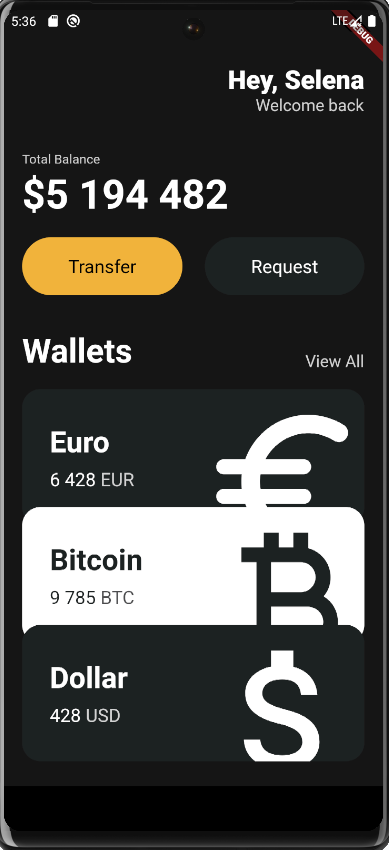 5:36
LTE
DEBUG
Hey, Selena
Welcome back
Total Balance
$5 194 482
Transfer
Request
Wallets
View All
Euro
6 428 EUR
€
Bitcoin
9 785 BTC
Dollar
428 USD
$